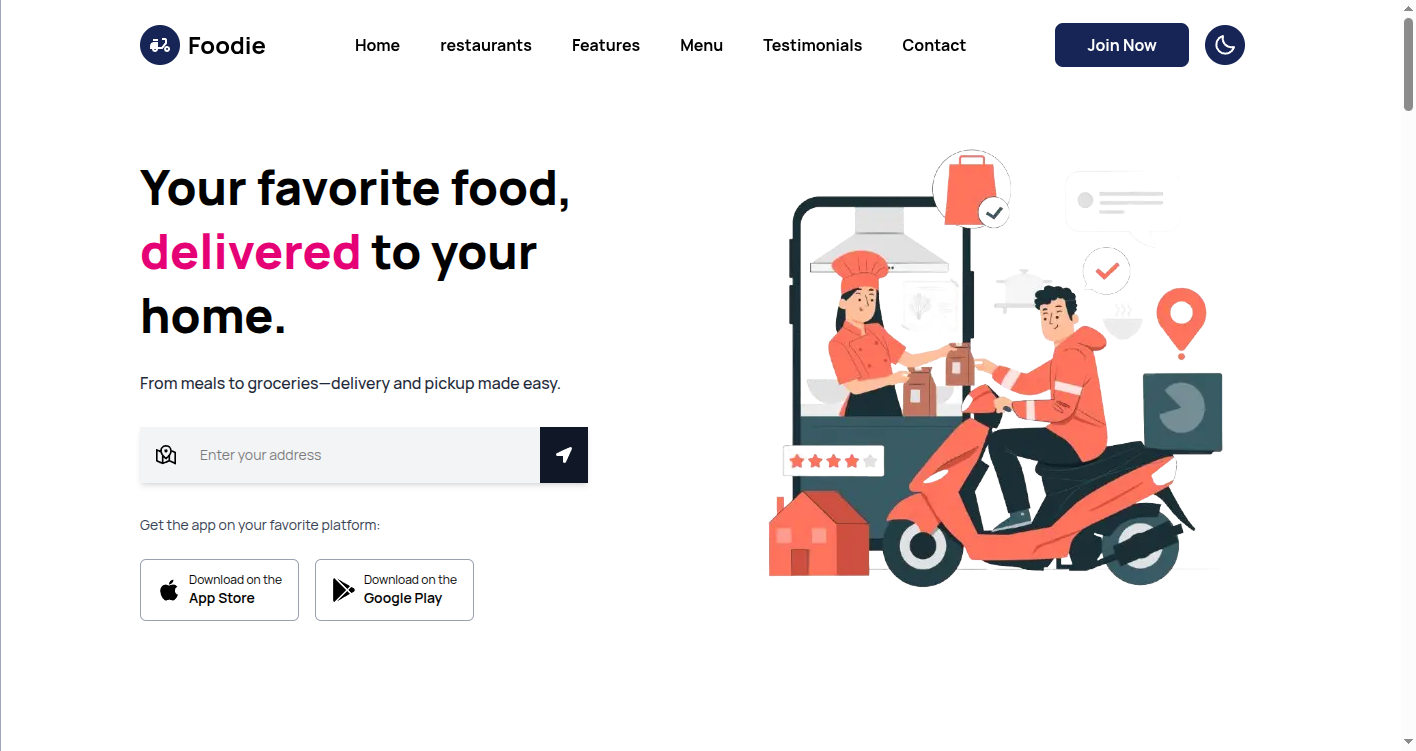 Foodie
Home restaurants Features Menu Testimonials Contact
Join Now
Your favorite food,
delivered to your
home.
From meals to groceries—delivery and pickup made easy.
Enter your address
Get the app on your favorite platform:
Download on the
App Store
Download on the
Google Play